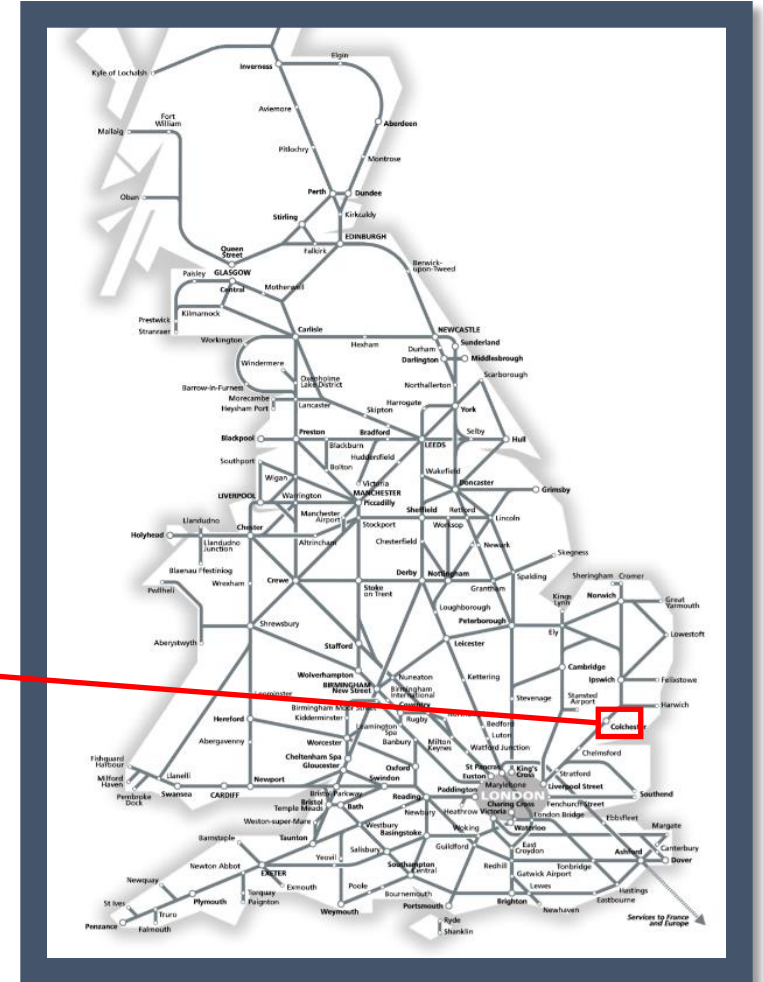 Elgin
Inverness
Kyle of Lochalsh
Aviemore
Fort
William
Mallaig
Aberdeen
Pitlochry
Montrose
Perth
Dundee
Oban
Stirling
Kirkcaldy
EDINBURGH
Queen
Street
Falkirk
Berwick-
upon-Tweed
Paisley
GLASGOW
Central
Motherwell
Kilmarnock
Prestwick
Stranraer
Carlisle
NEWCASTLE
Workington
Hexham
Durham
Sunderland
Darlington
Middlesbrough
Windermere
Scarborough
Oxenholme
Lake District
Northallerton
Barrow-in-Furness
Morecambe
Heysham Port
Lancaster
Harrogate
Skipton
York
Blackpool
Preston
Bradford
Selby
Hull
Blackburn
LEEDS
Huddersfield
Southport
Bolton
Wakefield
Wigan
Victoria
Doncaster
Grimsby
LIVERPOOL
Warrington
MANCHESTER
Piccadilly
Manchester
Airport
Sheffield
Retford
Llandudno
Stockport
Worksop
Lincoln
Holyhead
Chester
Llandudno
Junction
Altrincham
Chesterfield
Newark
Skegness
Blaenau Ffestiniog
Wrexham
Crewe
Derby
Nottingham
Spalding
Sheringham
Cromer
Pwllheli
Stoke
on Trent
Grantham
Kings
Lynn
Norwich
Great
Yarmouth
Loughborough
Peterborough
Shrewsbury
Ely
Lowestoft
Aberystwyth
Stafford
Leicester
Wolverhampton
Nuneaton
Kettering
Cambridge
BIRMINGHAM
New Street
Birmingham
International
Ipswich
Felixstowe
Leominster
Stevenage
Stansted
Airport
Birmingham Moor Street
Coventry
Harwich
Hereford
Kidderminster
Rugby
Bedford
Colchester
Leamington
Spa
Luton
Abergavenny
Worcester
Banbury
Milton
Keynes
Watford Junction
Chelmsford
Fishguard
Harbour
Cheltenham Spa
Gloucester
Oxford
St Pancras
King's
Cross
Stratford
Milford
Haven
Llanelli
Newport
Swindon
Euston
Marylebone
Liverpool Street
Pembroke
Dock
Swansea
CARDIFF
Bristol Parkway
Reading
Paddington
LONDON
Southend
Bristol
Temple Meads
Bath
Charing Cross
Fenchurch Street
Newbury
Heathrow
Victoria
London Bridge
Ebbsfleet
Weston-super-Mare
Westbury
Basingstoke
Woking
Waterloo
Margate
Barnstaple
Taunton
Salisbury
Guildford
East
Croydon
Canterbury
Yeovil
Redhill
Tonbridge
Ashford
Dover
Newton Abbot
EXETER
Southampton
Central
Gatwick Airport
Newquay
Exmouth
Poole
Lewes
Hastings
Bournemouth
Eastbourne
St Ives
Plymouth
Torquay
Paignton
Weymouth
Portsmouth
Brighton
Newhaven
Truro
Penzance
Falmouth
Ryde
Shanklin
Services to France
and Europe